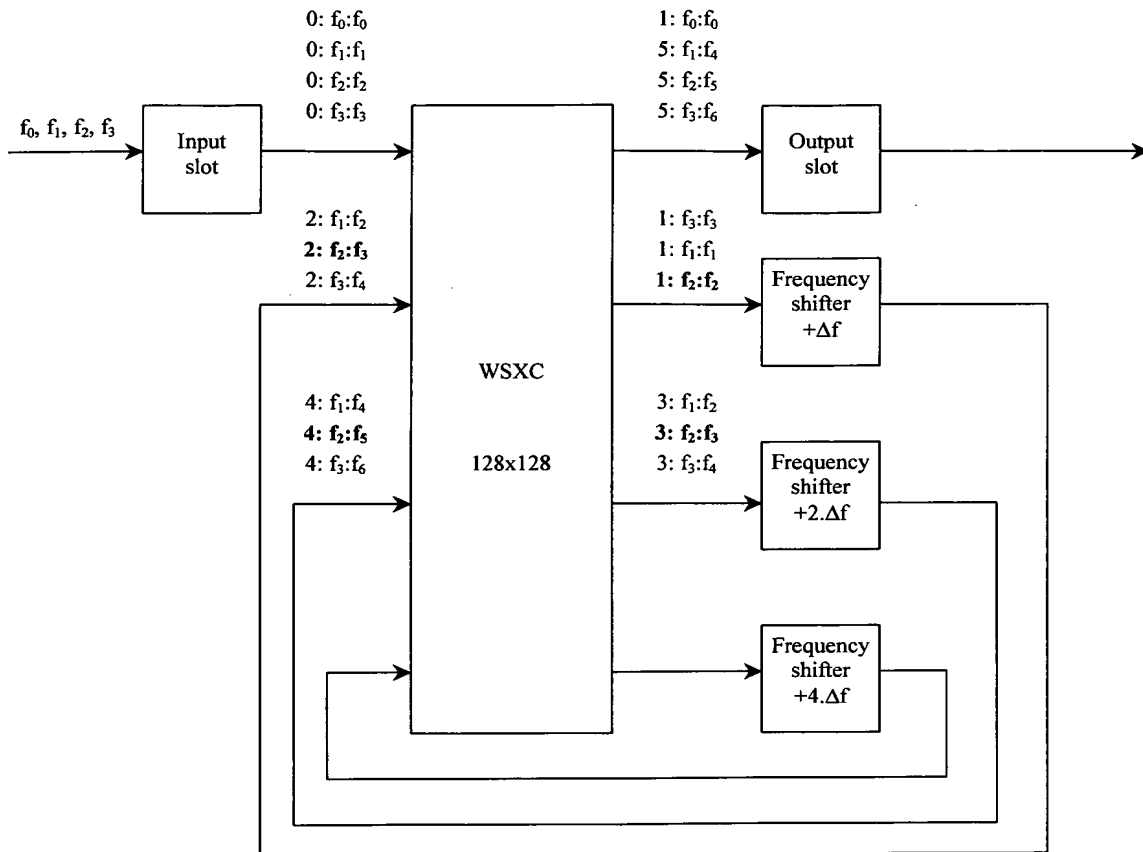 0: f₀:f₀
0: f₁:f₁
0: f₂:f₂
0: f₃:f₃
1: f₀:f₀
5: f₁:f₄
5: f₂:f₅
5: f₃:f₆
f₀, f₁, f₂, f₃
Input
slot
Output
slot
2: f₁:f₂
2: f₂:f₃
2: f₃:f₄
1: f₃:f₃
1: f₁:f₁
1: f₂:f₂
Frequency
shifter
+Δf
WSXC
128x128
4: f₁:f₄
4: f₂:f₅
4: f₃:f₆
3: f₁:f₂
3: f₂:f₃
3: f₃:f₄
Frequency
shifter
+2.Δf
Frequency
shifter
+4.Δf